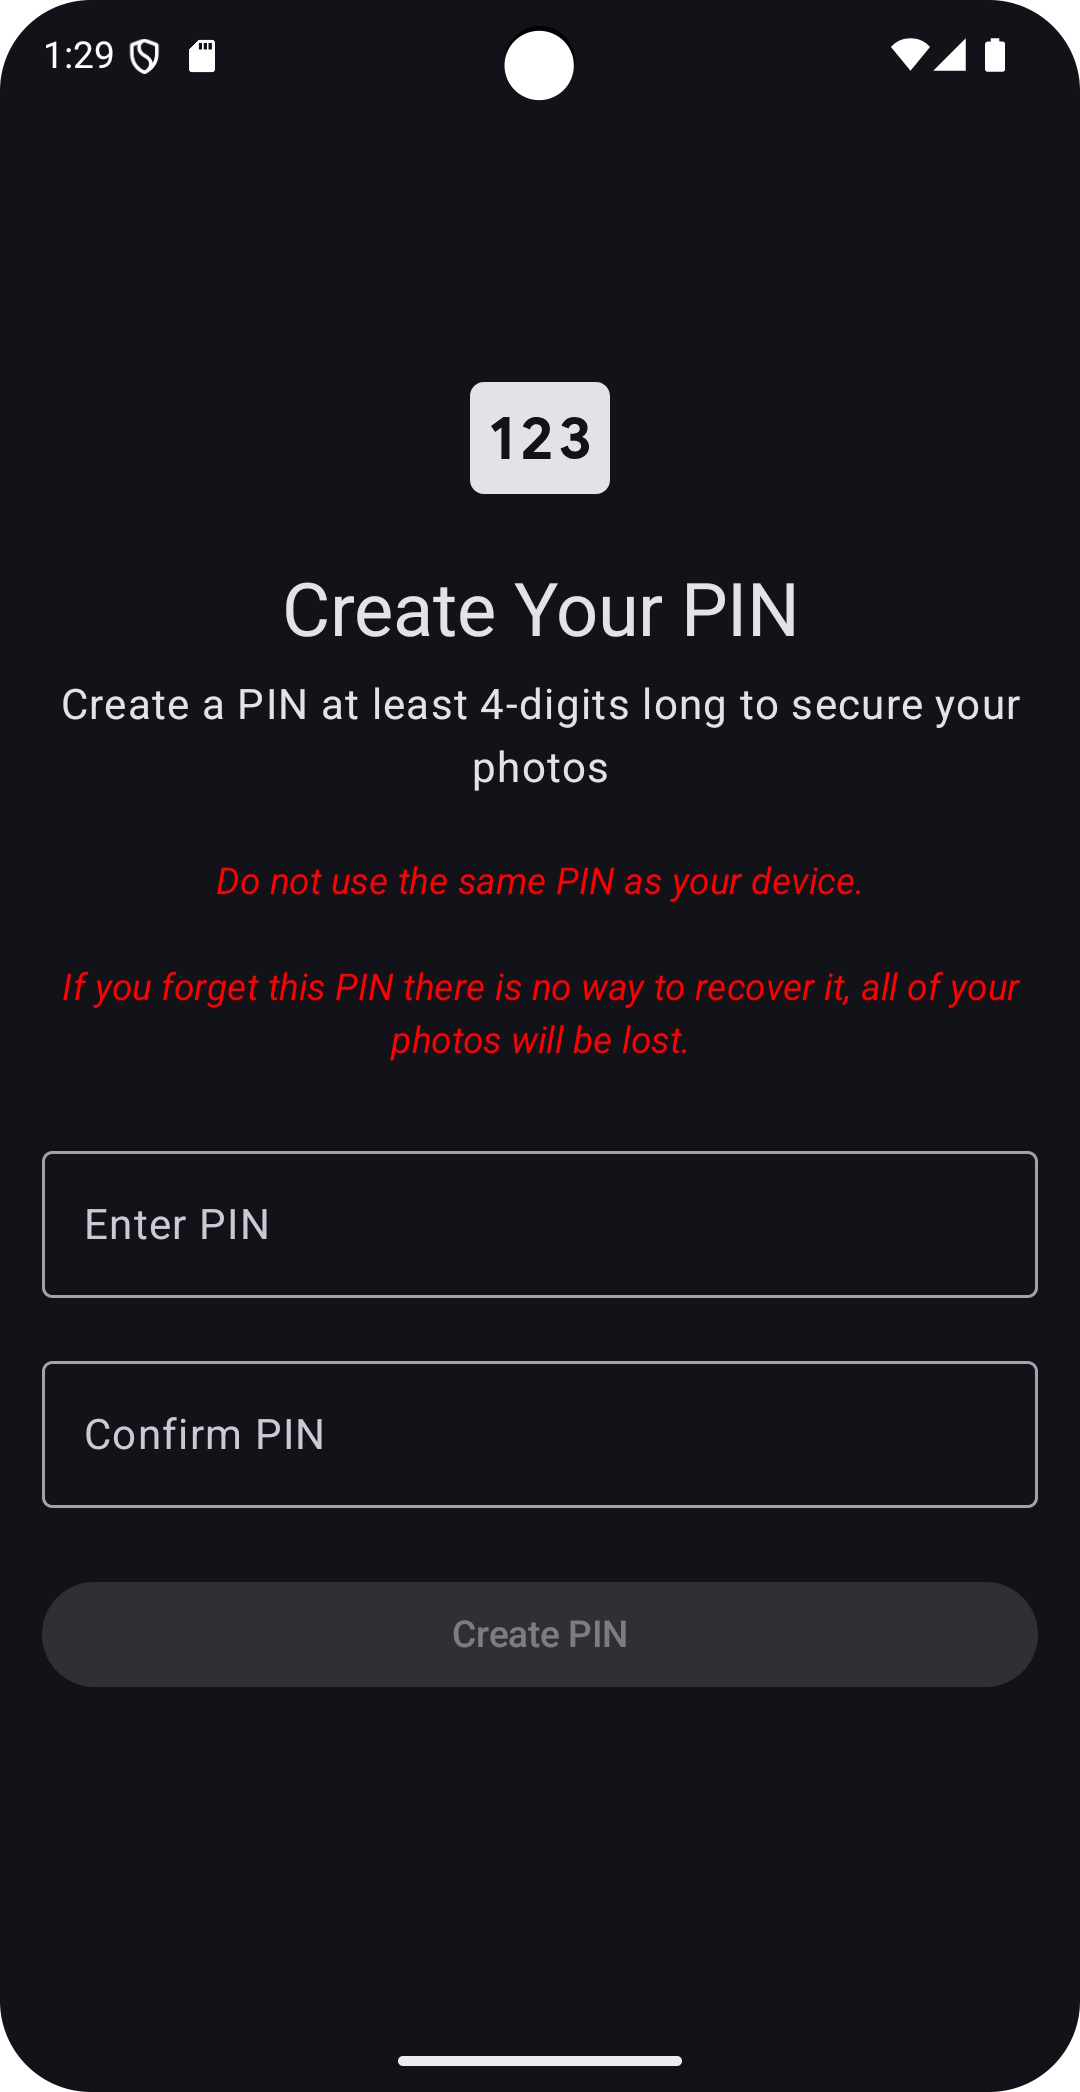 1:29
123
Create Your PIN
Create a PIN at least 4-digits long to secure your
photos
Do not use the same PIN as your device.
If you forget this PIN there is no way to recover it, all of your
photos will be lost.
Enter PIN
Confirm PIN
Create PIN